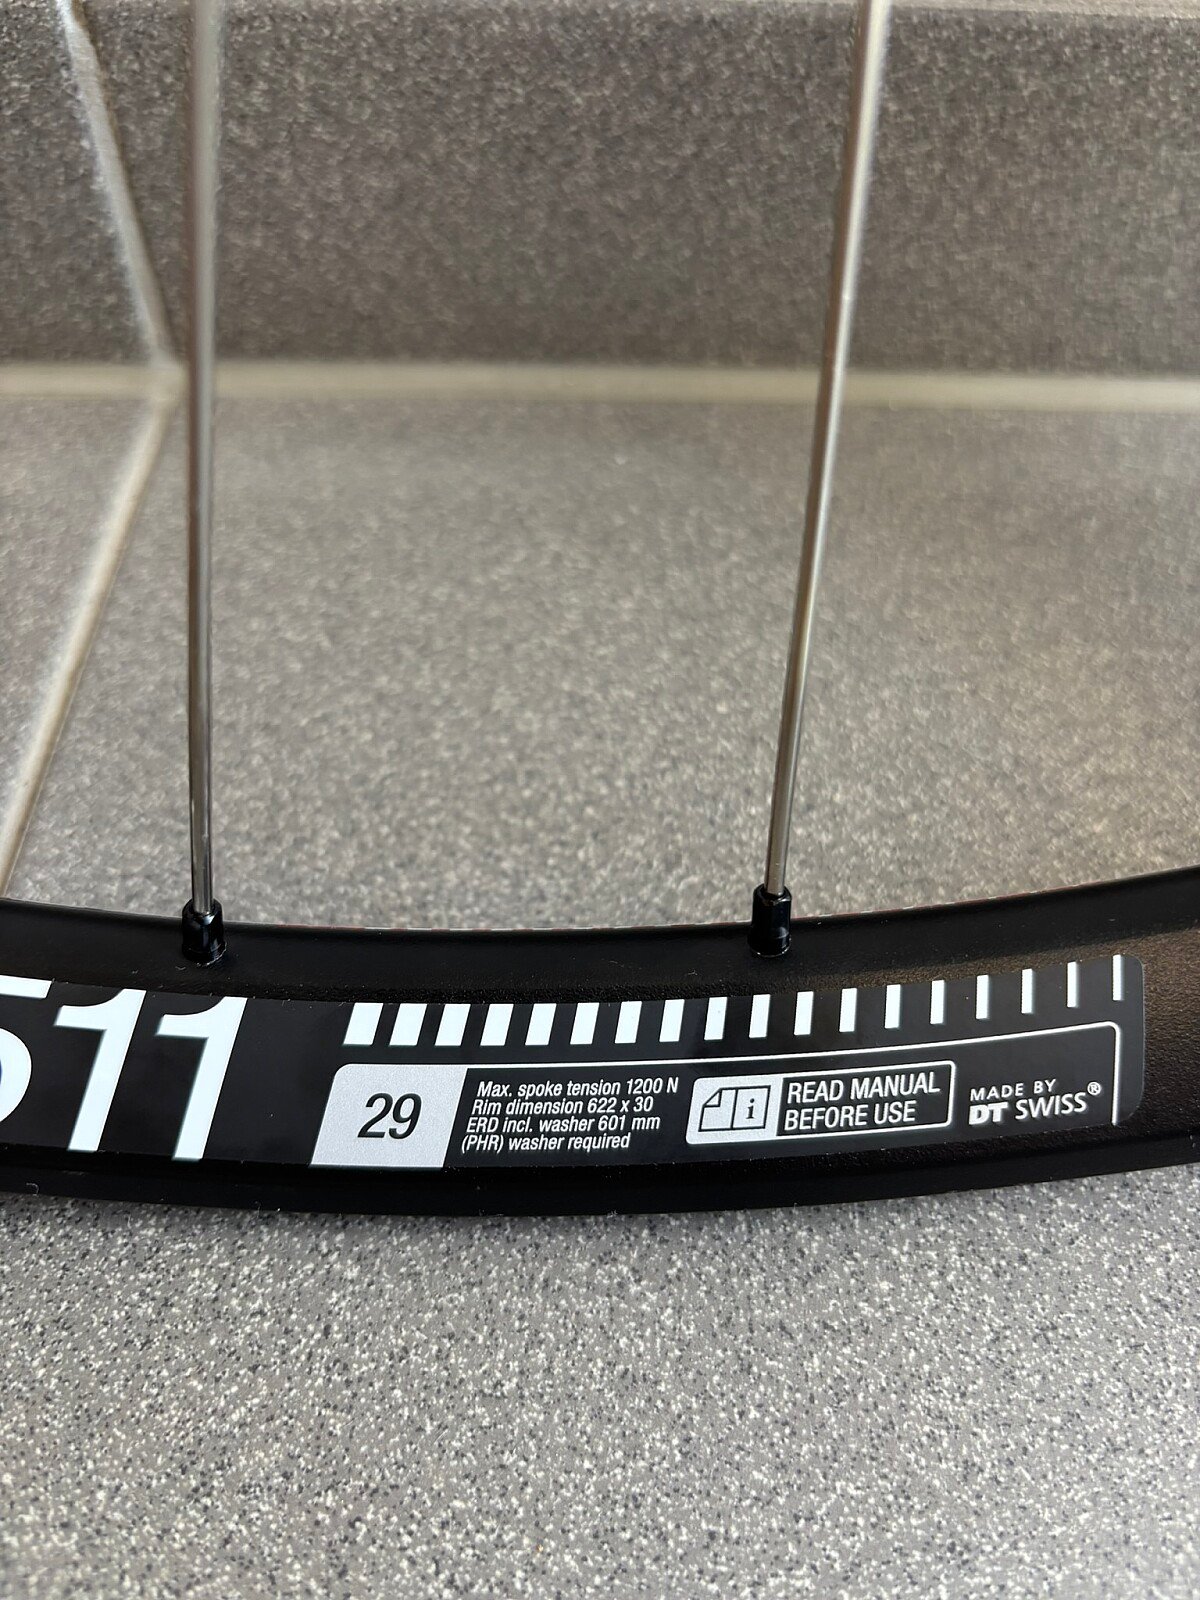 511
29
Max. spoke tension 1200 N
Rim dimension 622 x 30
ERD incl. washer 601 mm
(PHR) washer required
i
READ MANUAL
BEFORE USE
MADE BY
DT SWISS®